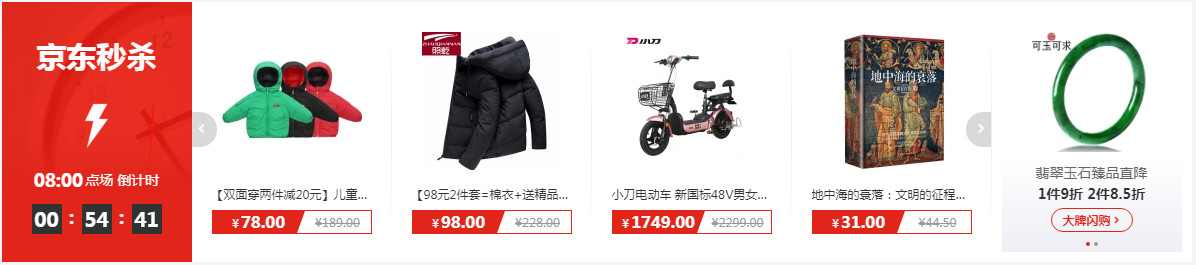 京东秒杀
08:00 点场 倒计时
00 : 54 : 41
【双面穿两件减20元】儿童...
¥78.00 ¥189.00
ZHAOQIANNIAN
【98元2件套=棉衣+送精品...
¥98.00 ¥228.00
小刀
小刀电动车 新国标48V男女...
¥1749.00 ¥2299.00
地中海的衰落
地中海的衰落：文明的征程...
¥31.00 ¥44.50
可玉可求
翡翠玉石臻品直降
1件9折 2件8.5折
大牌闪购 >